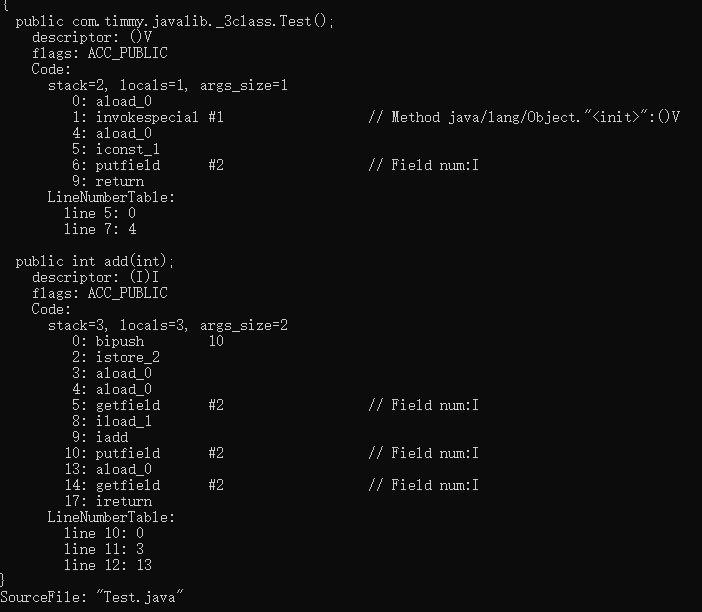 {
  public com.timmy.javalib._3class.Test();
    descriptor: ()V
    flags: ACC_PUBLIC
    Code:
      stack=2, locals=1, args_size=1
         0: aload_0
         1: invokespecial #1                  // Method java/lang/Object."<init>":()V
         4: aload_0
         5: iconst_1
         6: putfield      #2                  // Field num:I
         9: return
      LineNumberTable:
        line 5: 0
        line 7: 4

  public int add(int);
    descriptor: (I)I
    flags: ACC_PUBLIC
    Code:
      stack=3, locals=3, args_size=2
         0: bipush        10
         2: istore_2
         3: aload_0
         4: aload_0
         5: getfield      #2                  // Field num:I
         8: iload_1
         9: iadd
        10: putfield      #2                  // Field num:I
        13: aload_0
        14: getfield      #2                  // Field num:I
        17: ireturn
      LineNumberTable:
        line 10: 0
        line 11: 3
        line 12: 13
}
SourceFile: "Test.java"